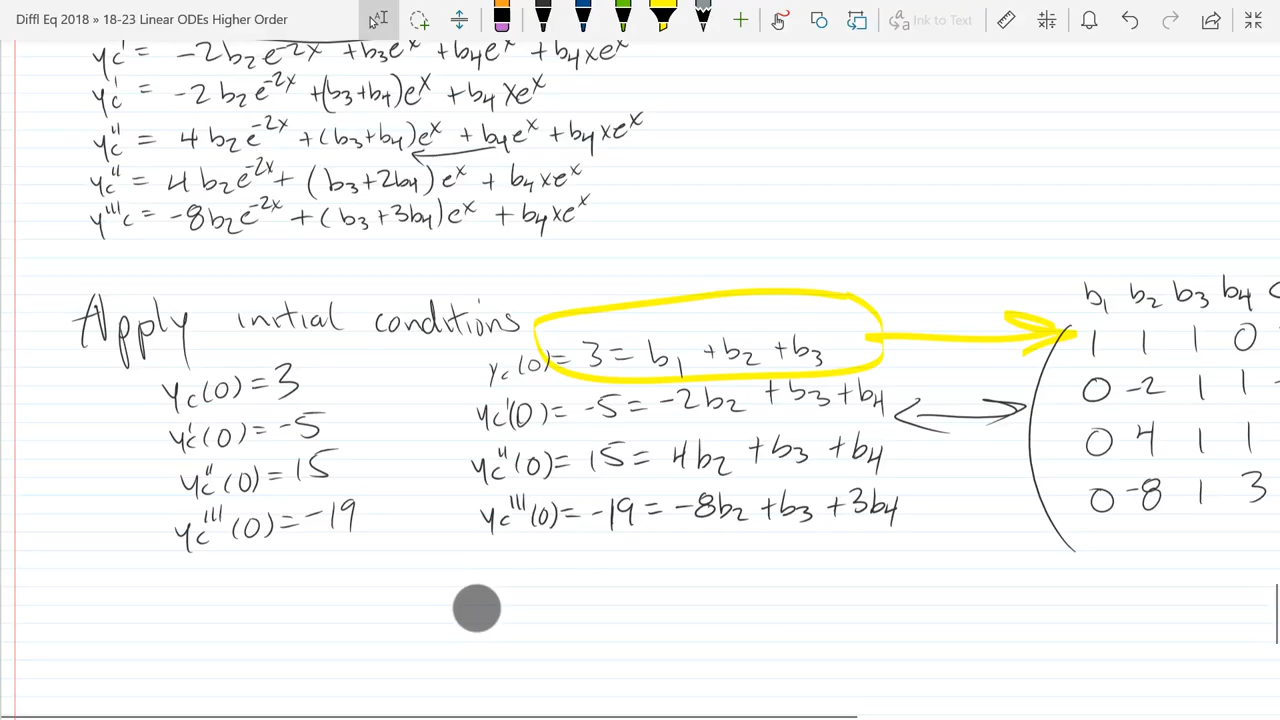 Diffl Eq 2018 » 18-23 Linear ODEs Higher Order
Ink to Text
yc' = -2b₂e^-2x + b₃e^x + b₄e^x + b₄xe^x
yc' = -2b₂e^-2x + (b₃+b₄)e^x + b₄xe^x
yc'' = 4b₂e^-2x + (b₃+b₄)e^x + b₄e^x + b₄xe^x
yc'' = 4b₂e^-2x + (b₃+2b₄)e^x + b₄xe^x
y'''c = -8b₂e^-2x + (b₃+3b₄)e^x + b₄xe^x
Apply initial conditions
yc(0) = 3
yc'(0) = -5
yc''(0) = 15
yc'''(0) = -19
yc(0) = 3 = b₁ + b₂ + b₃
yc'(0) = -5 = -2b₂ + b₃ + b₄
yc''(0) = 15 = 4b₂ + b₃ + b₄
yc'''(0) = -19 = -8b₂ + b₃ + 3b₄
b₁ b₂ b₃ b₄
1 1 1 0
0 -2 1 1
0 4 1 1
0 -8 1 3